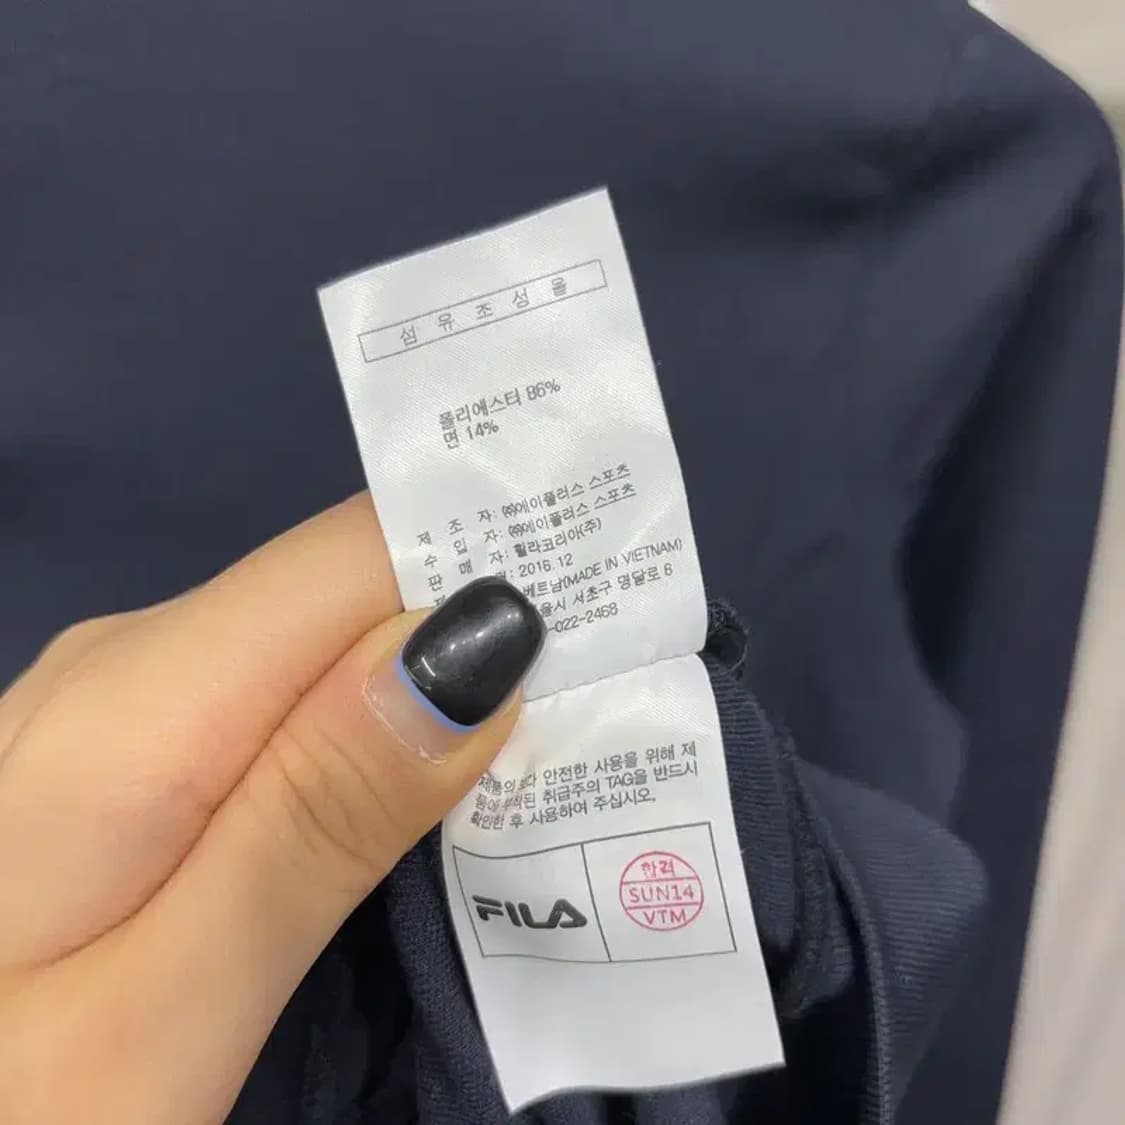 섬 유 조 성 율
폴리에스터 86%
면 14%
제 조 자: ㈜에이플러스 스포츠
수 입 자: ㈜에이플러스 스포츠
판 매 자: 휠라코리아(주)
: 2016.12
베트남(MADE IN VIETNAM)
울시 서초구 명달로 6
-022-2468
제품의 보다 안전한 사용을 위해 제
품에 부착된 취급주의 TAG을 반드시
확인한 후 사용하여 주십시오.
FILA
합격
SUN14
VTM